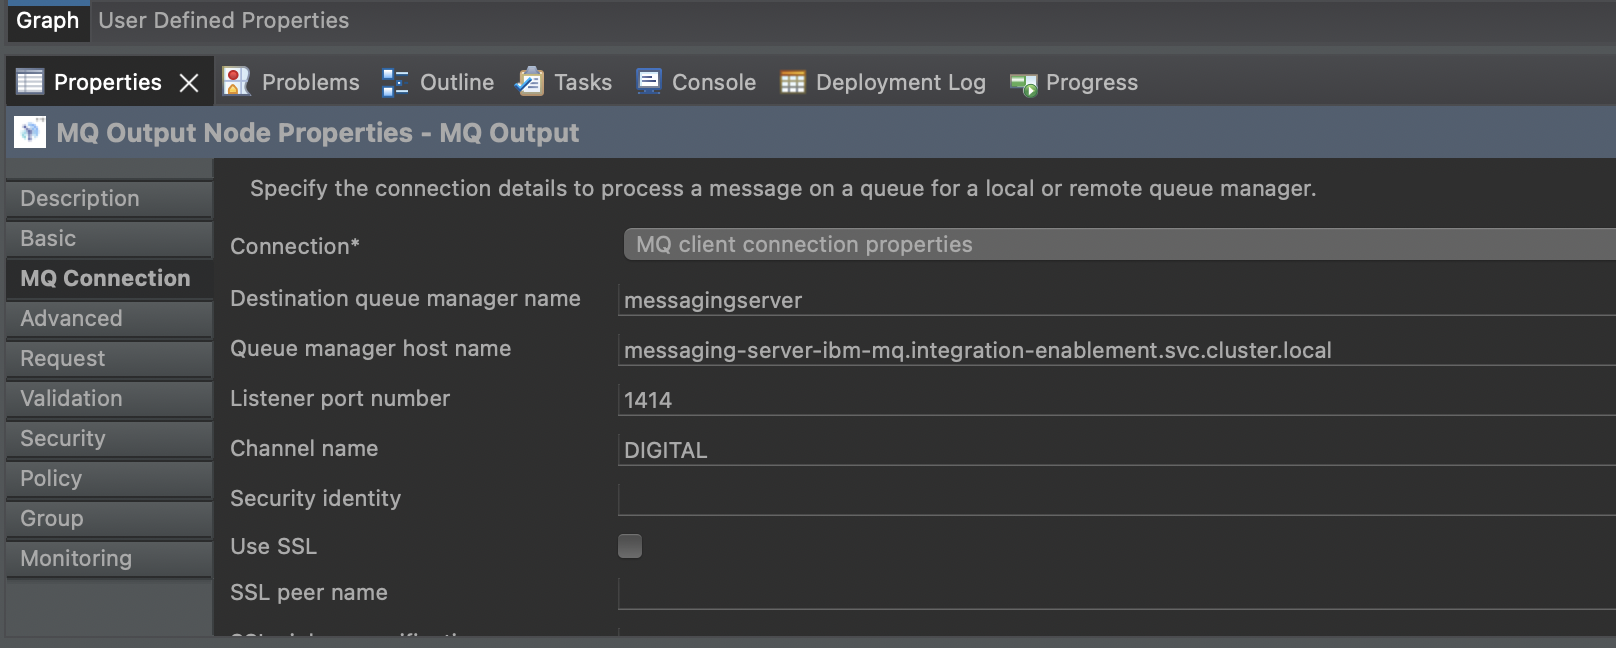 Graph User Defined Properties
Properties Problems Outline Tasks Console Deployment Log Progress
MQ Output Node Properties - MQ Output
Description
Basic
MQ Connection
Advanced
Request
Validation
Security
Policy
Group
Monitoring
Specify the connection details to process a message on a queue for a local or remote queue manager.
Connection* MQ client connection properties
Destination queue manager name messagingserver
Queue manager host name messaging-server-ibm-mq.integration-enablement.svc.cluster.local
Listener port number 1414
Channel name DIGITAL
Security identity
Use SSL
SSL peer name